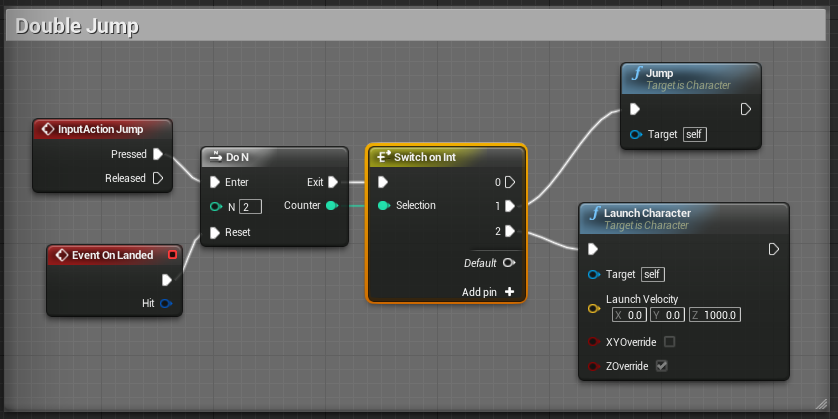 Double Jump
InputAction Jump
Pressed
Released
Event On Landed
Hit
N
Do N
Enter
Exit
N 2
Counter
Reset
Switch on Int
0
Selection
1
2
Default
Add pin
f
Jump
Target is Character
Target self
f
Launch Character
Target is Character
Target self
Launch Velocity
X 0.0 Y 0.0 Z 1000.0
XYOverride
ZOverride